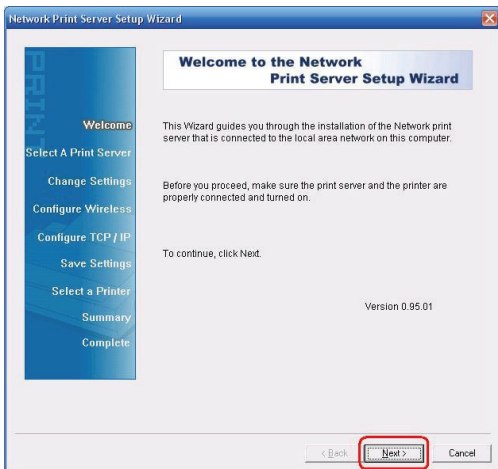 Network Print Server Setup Wizard
PRINT
Welcome
Select A Print Server
Change Settings
Configure Wireless
Configure TCP / IP
Save Settings
Select a Printer
Summary
Complete
Welcome to the Network
Print Server Setup Wizard
This Wizard guides you through the installation of the Network print
server that is connected to the local area network on this computer.
Before you proceed, make sure the print server and the printer are
properly connected and turned on.
To continue, click Next.
Version 0.95.01
< Back
Next >
Cancel